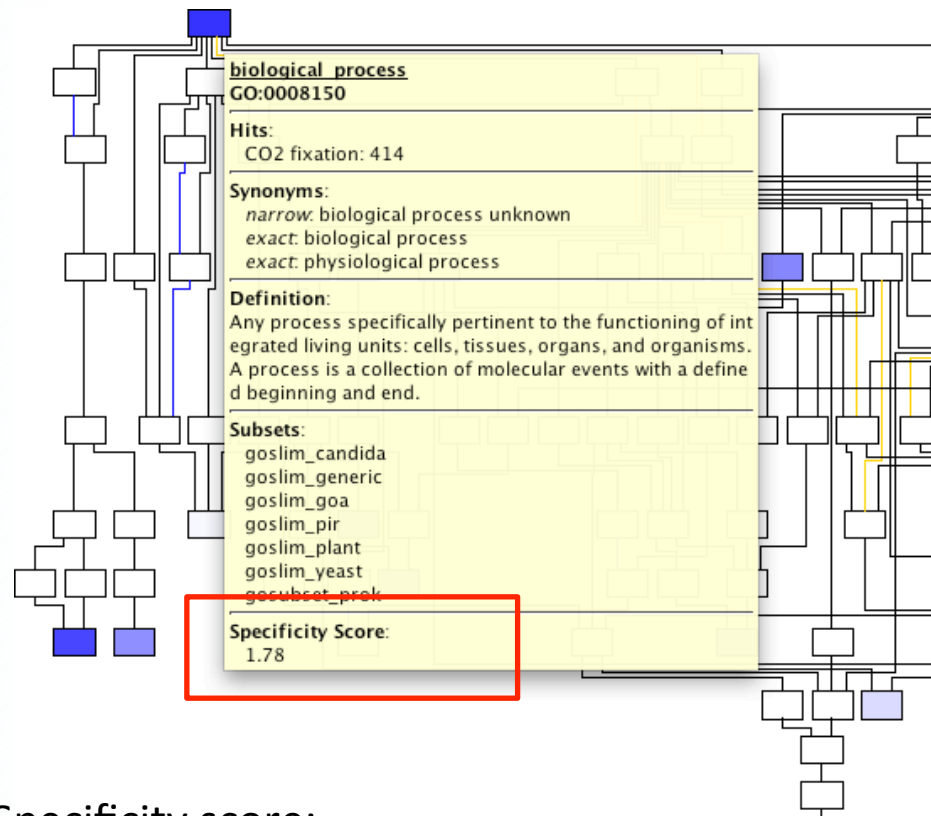 biological_process
GO:0008150
Hits:
CO2 fixation: 414
Synonyms:
narrow: biological process unknown
exact: biological process
exact: physiological process
Definition:
Any process specifically pertinent to the functioning of int
egrated living units: cells, tissues, organs, and organisms.
A process is a collection of molecular events with a define
d beginning and end.
Subsets:
goslim_candida
goslim_generic
goslim_goa
goslim_pir
goslim_plant
goslim_yeast
gosubset_prok
Specificity Score:
1.78
Specificity score: